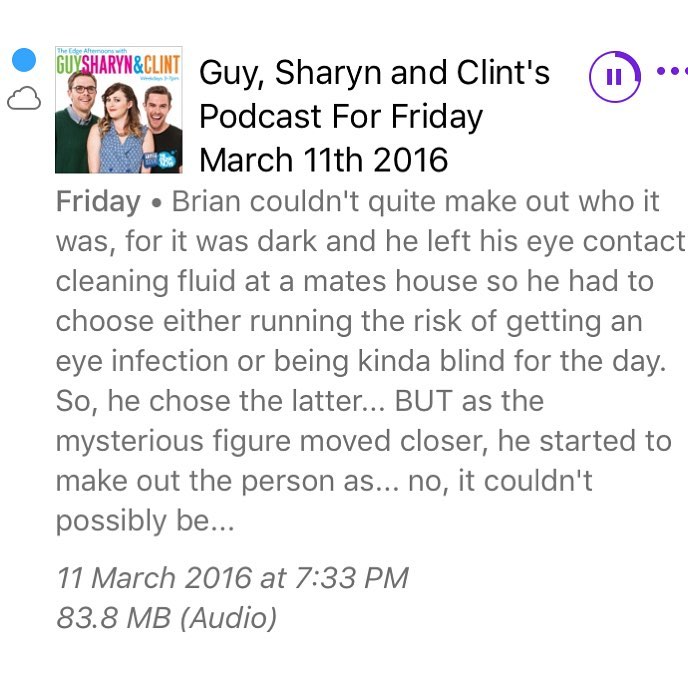 The Edge Afternoons with
GUYSHARYN&CLINT
Weekdays 3-7pm
Guy, Sharyn and Clint's
Podcast For Friday
March 11th 2016
Friday • Brian couldn't quite make out who it
was, for it was dark and he left his eye contact
cleaning fluid at a mates house so he had to
choose either running the risk of getting an
eye infection or being kinda blind for the day.
So, he chose the latter... BUT as the
mysterious figure moved closer, he started to
make out the person as... no, it couldn't
possibly be...
11 March 2016 at 7:33 PM
83.8 MB (Audio)